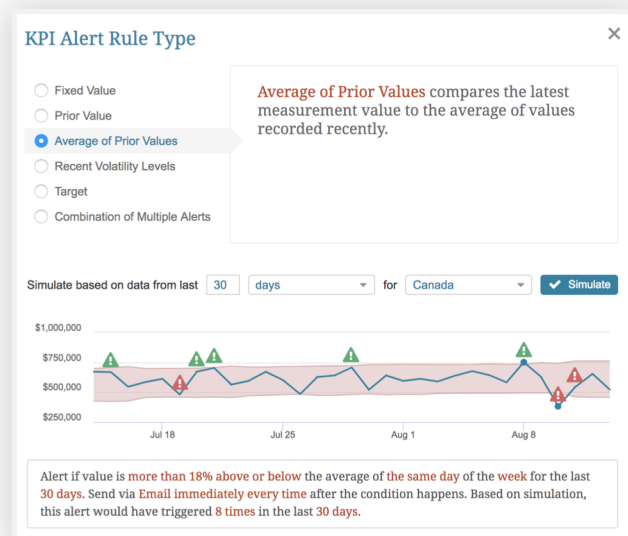 KPI Alert Rule Type
Fixed Value
Prior Value
Average of Prior Values
Recent Volatility Levels
Target
Combination of Multiple Alerts
Average of Prior Values compares the latest
measurement value to the average of values
recorded recently.
Simulate based on data from last 30 days for Canada Simulate
$1,000,000
$750,000
$500,000
$250,000
Jul 18 Jul 25 Aug 1 Aug 8
Alert if value is more than 18% above or below the average of the same day of the week for the last
30 days. Send via Email immediately every time after the condition happens. Based on simulation,
this alert would have triggered 8 times in the last 30 days.